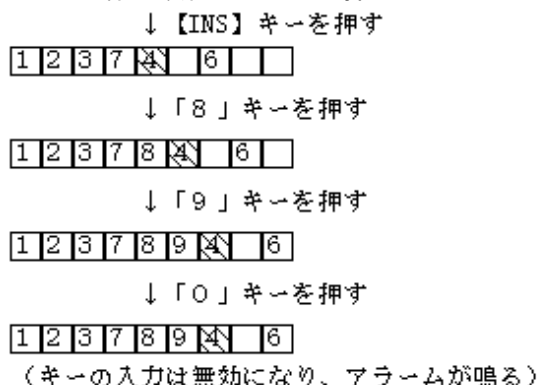 ↓【INS】キーを押す
1 2 3 7 4 6
↓「8」キーを押す
1 2 3 7 8 4 6
↓「9」キーを押す
1 2 3 7 8 9 4 6
↓「0」キーを押す
1 2 3 7 8 9 4 6
(キーの入力は無効になり、アラームが鳴る)